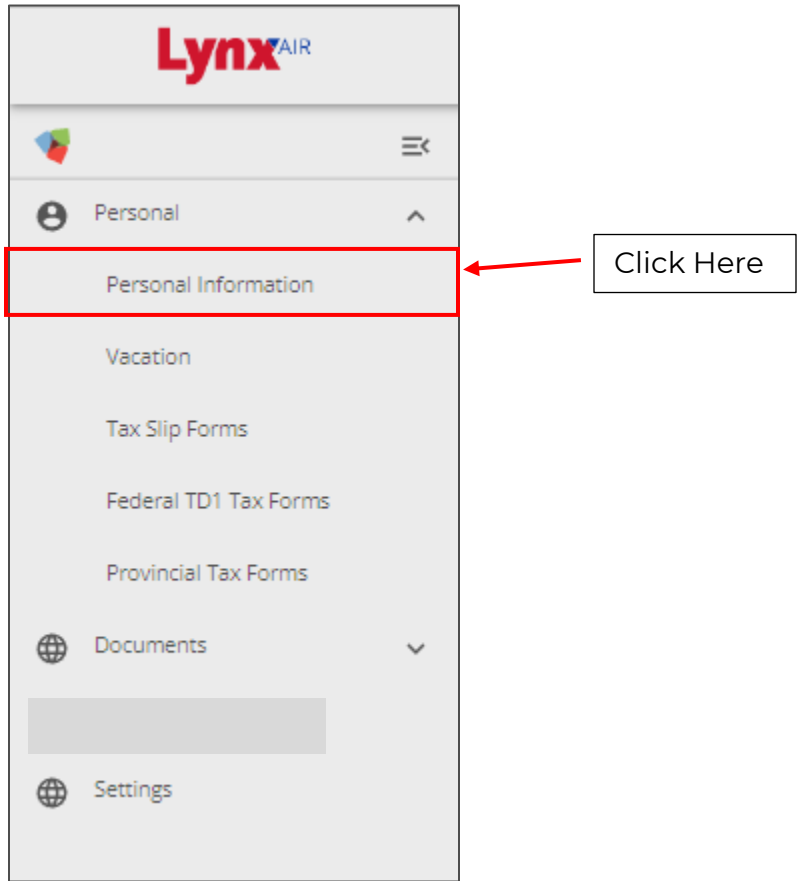 Lynx AIR
Personal
Personal Information
Click Here
Vacation
Tax Slip Forms
Federal TD1 Tax Forms
Provincial Tax Forms
Documents
Settings